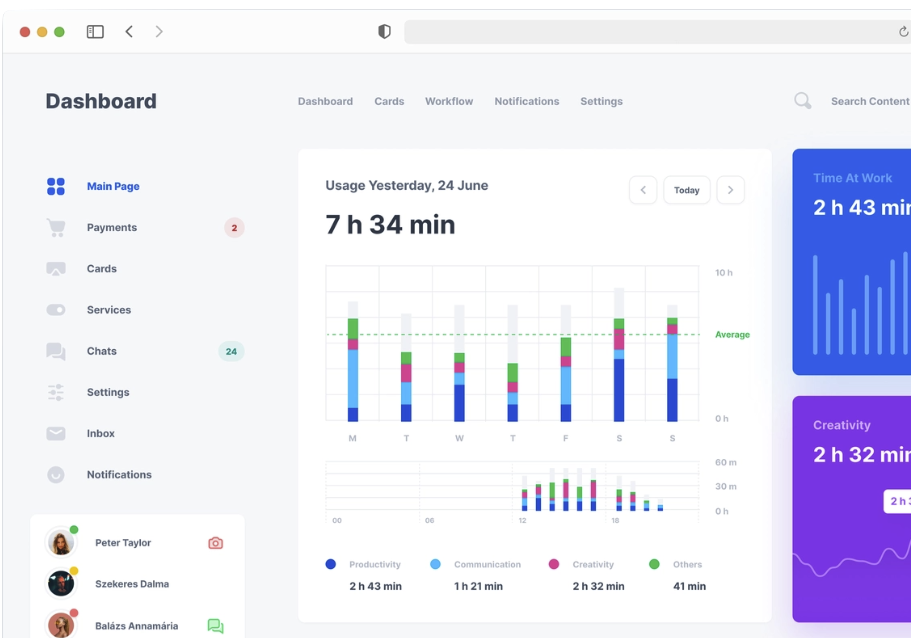 Dashboard
Dashboard Cards Workflow Notifications Settings
Search Content
Main Page
Payments 2
Cards
Services
Chats 24
Settings
Inbox
Notifications
Peter Taylor
Szekeres Dalma
Balázs Annamária
Usage Yesterday, 24 June
Today
7 h 34 min
10 h
Average
0 h
M T W T F S S
60 m
30 m
0 h
00 06 12 18
Productivity Communication Creativity Others
2 h 43 min 1 h 21 min 2 h 32 min 41 min
Time At Work
2 h 43 min
Creativity
2 h 32 min
2 h